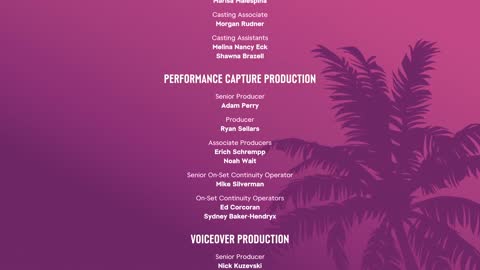 Marisa Malespina
Casting Associate
Morgan Rudner
Casting Assistants
Melina Nancy Eck
Shawna Brazell
PERFORMANCE CAPTURE PRODUCTION
Senior Producer
Adam Perry
Producer
Ryan Sellars
Associate Producers
Erich Schrempp
Noah Wait
Senior On-Set Continuity Operator
Mike Silverman
On-Set Continuity Operators
Ed Corcoran
Sydney Baker-Hendryx
VOICEOVER PRODUCTION
Senior Producer
Nick Kuzevski